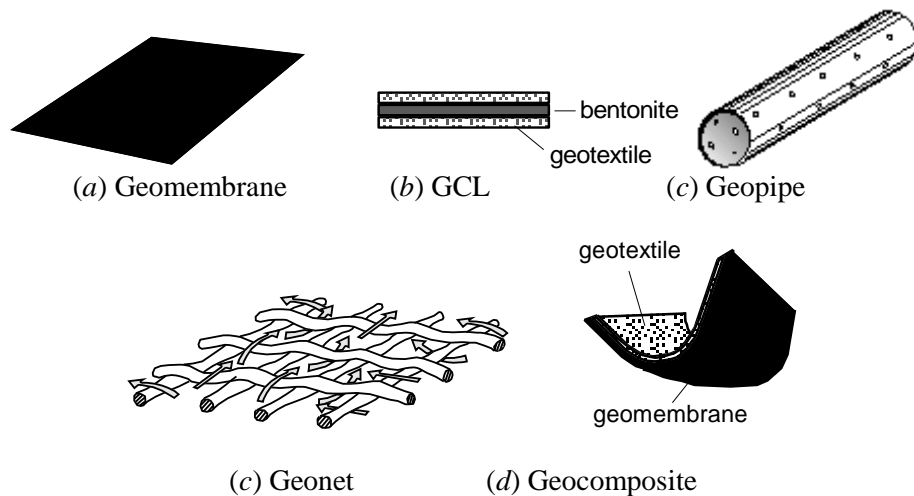 bentonite
geotextile
(a) Geomembrane
(b) GCL
(c) Geopipe
geotextile
geomembrane
(c) Geonet
(d) Geocomposite